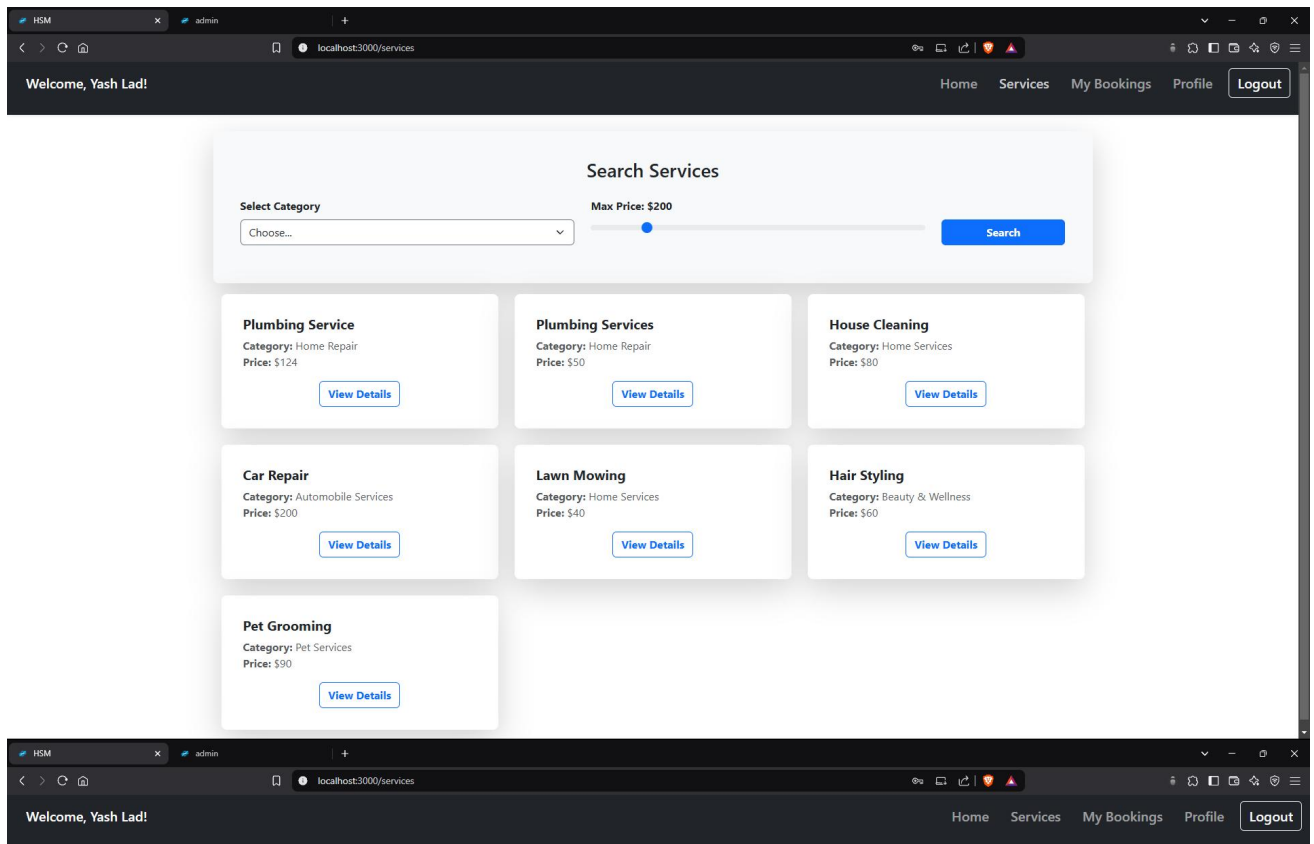 HSM admin
localhost:3000/services
Welcome, Yash Lad! Home Services My Bookings Profile Logout
Search Services
Select Category Max Price: $200
Choose... Search
Plumbing Service Plumbing Services House Cleaning
Category: Home Repair Category: Home Repair Category: Home Services
Price: $124 Price: $50 Price: $80
View Details View Details View Details
Car Repair Lawn Mowing Hair Styling
Category: Automobile Services Category: Home Services Category: Beauty & Wellness
Price: $200 Price: $40 Price: $60
View Details View Details View Details
Pet Grooming
Category: Pet Services
Price: $90
View Details
HSM admin
localhost:3000/services
Welcome, Yash Lad! Home Services My Bookings Profile Logout